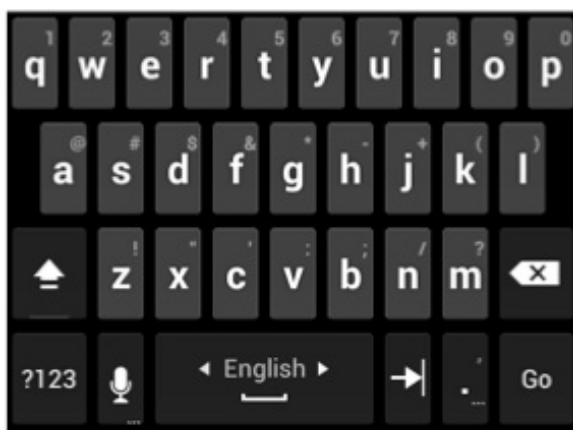 1 2 3 4 5 6 7 8 9 0
q w e r t y u i o p
@ # $ & * - + ( )
a s d f g h j k l
! " ' : ; / ?
z x c v b n m
?123 ◂ English ▸ . , ... Go